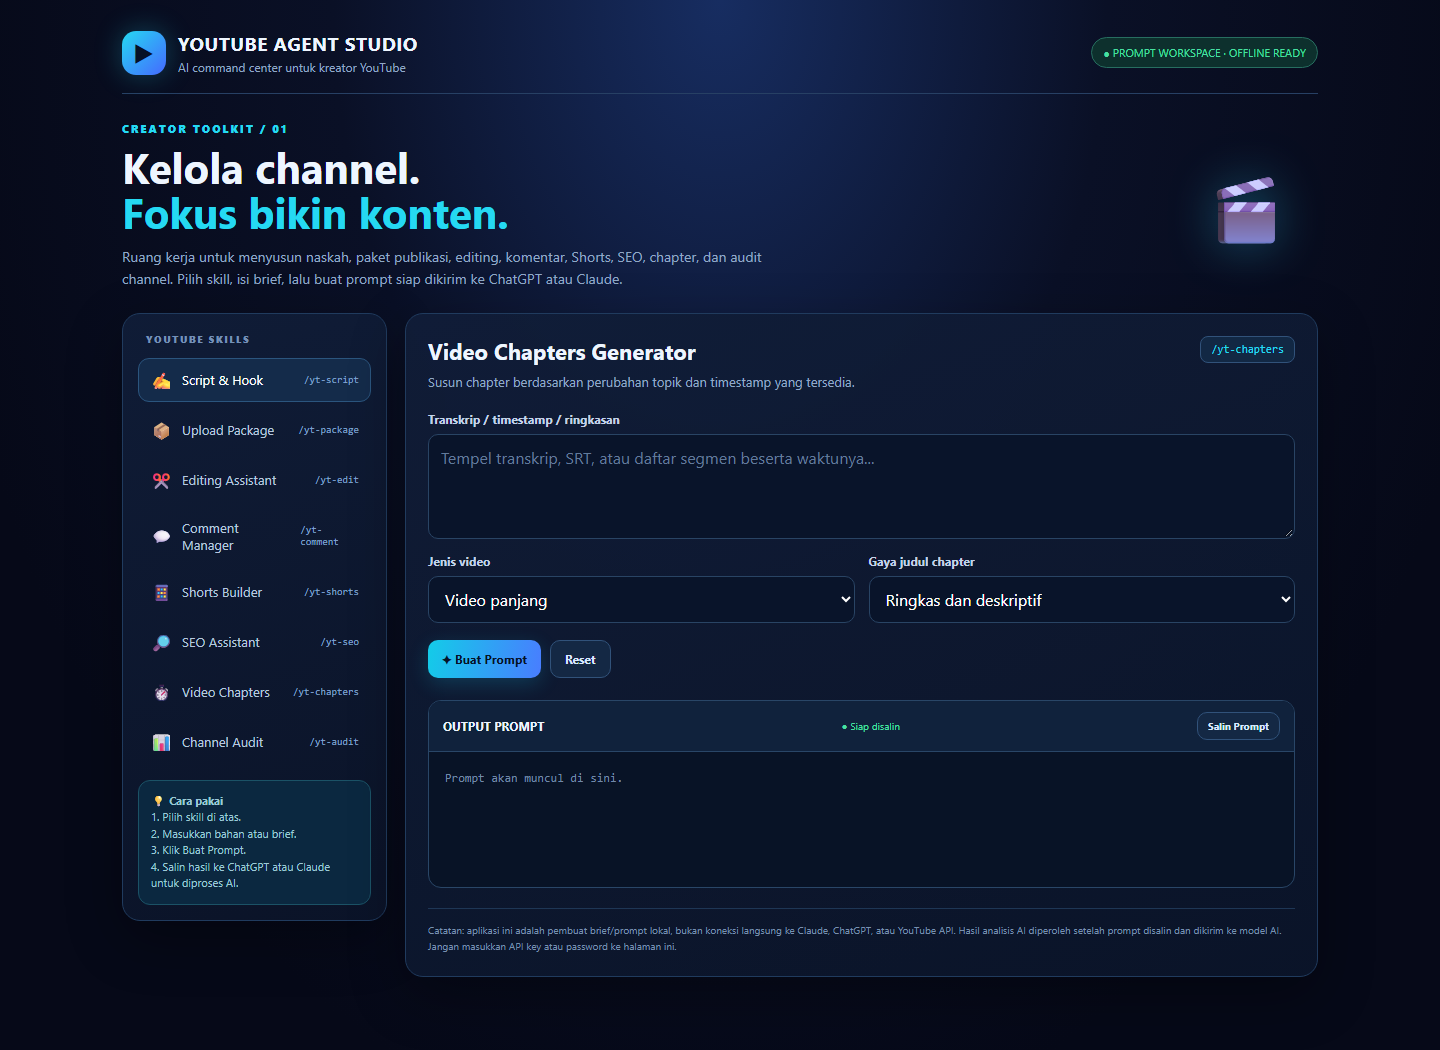 YOUTUBE AGENT STUDIO
AI command center untuk kreator YouTube
● PROMPT WORKSPACE · OFFLINE READY
CREATOR TOOLKIT / 01
Kelola channel.
Fokus bikin konten.
Ruang kerja untuk menyusun naskah, paket publikasi, editing, komentar, Shorts, SEO, chapter, dan audit
channel. Pilih skill, isi brief, lalu buat prompt siap dikirim ke ChatGPT atau Claude.
YOUTUBE SKILLS
Script & Hook /yt-script
Upload Package /yt-package
Editing Assistant /yt-edit
Comment Manager /yt-comment
Shorts Builder /yt-shorts
SEO Assistant /yt-seo
Video Chapters /yt-chapters
Channel Audit /yt-audit
💡 Cara pakai
1. Pilih skill di atas.
2. Masukkan bahan atau brief.
3. Klik Buat Prompt.
4. Salin hasil ke ChatGPT atau Claude
untuk diproses AI.
Video Chapters Generator
/yt-chapters
Susun chapter berdasarkan perubahan topik dan timestamp yang tersedia.
Transkrip / timestamp / ringkasan
Tempel transkrip, SRT, atau daftar segmen beserta waktunya...
Jenis video
Video panjang
Gaya judul chapter
Ringkas dan deskriptif
✦ Buat Prompt
Reset
OUTPUT PROMPT
● Siap disalin
Salin Prompt
Prompt akan muncul di sini.
Catatan: aplikasi ini adalah pembuat brief/prompt lokal, bukan koneksi langsung ke Claude, ChatGPT, atau YouTube API. Hasil analisis AI diperoleh setelah prompt disalin dan dikirim ke model AI.
Jangan masukkan API key atau password ke halaman ini.